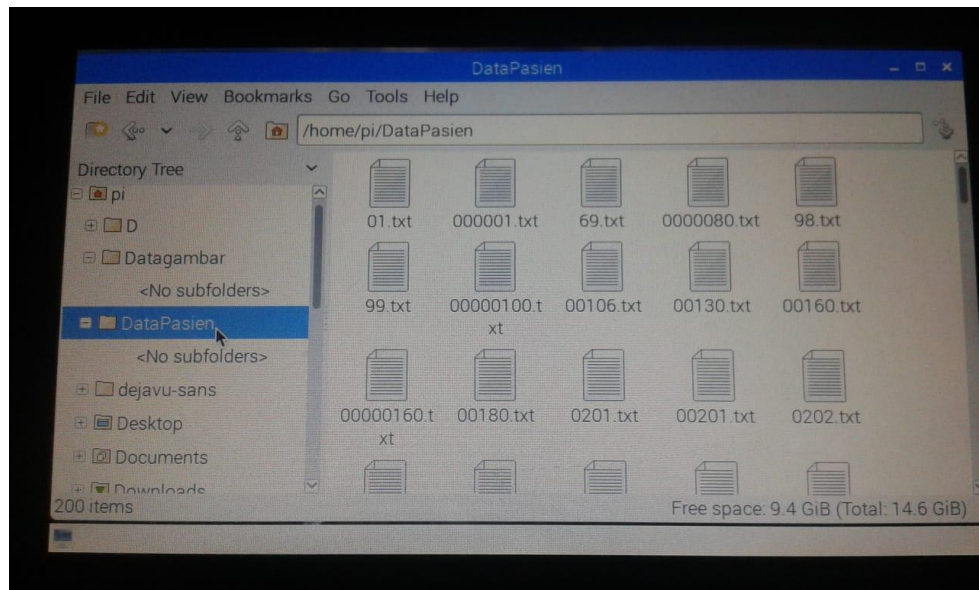 DataPasien
File Edit View Bookmarks Go Tools Help
/home/pi/DataPasien
Directory Tree
pi
D
Datagambar
<No subfolders>
DataPasien
<No subfolders>
dejavu-sans
Desktop
Documents
Downloads
01.txt 000001.txt 69.txt 0000080.txt 98.txt
99.txt 00000100.t 00106.txt 00130.txt 00160.txt
xt
00000160.t 00180.txt 0201.txt 00201.txt 0202.txt
xt
200 items Free space: 9.4 GiB (Total: 14.6 GiB)